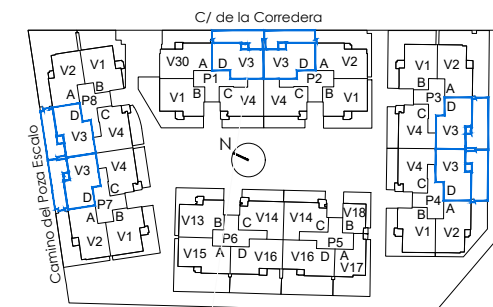 C/ de la Corredera
V30 A D V3 V3 D A V2
P1 P2
V1 B C V4 V4 C B V1
V2 V1
A B
P8
D C
V3 V4
Camino del Poza Escalo
V3 V4
D C
P7
A B
V2 V1
N
V1 V2
B A
P3
C D
V4 V3
V4 V3
C D
P4
B A
V1 V2
V13 B C V14 V14 C B V18
P6 P5
V15 A D V16 V16 D A V17